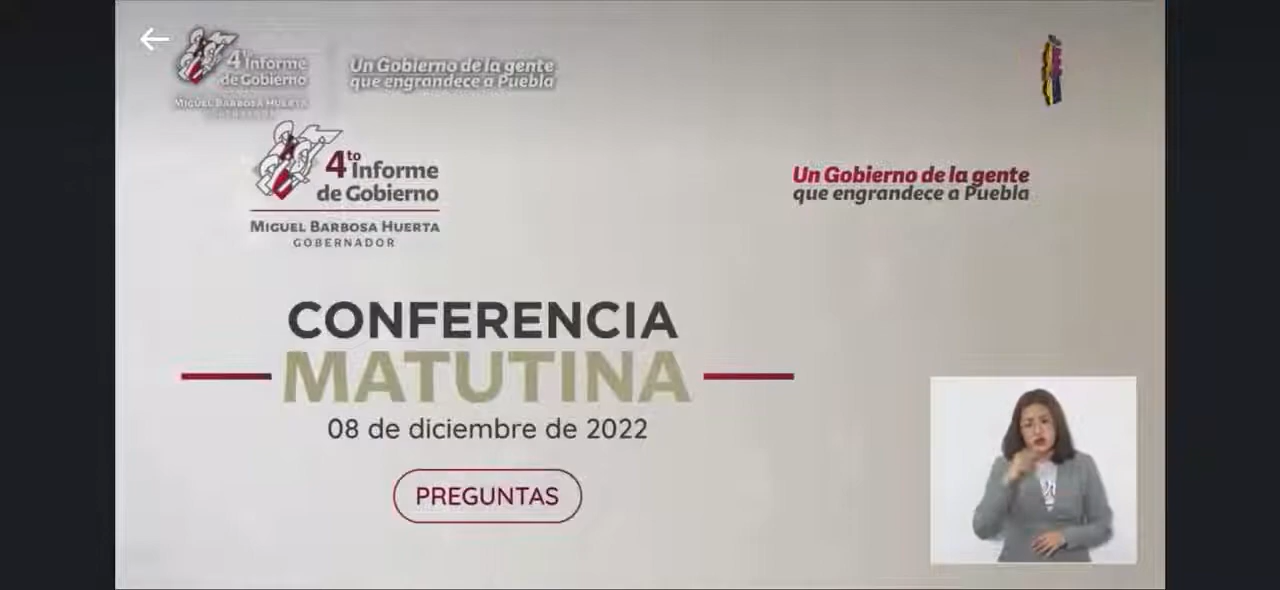 4to Informe
de Gobierno
MIGUEL BARBOSA HUERTA
GOBERNADOR
Un Gobierno de la gente
que engrandece a Puebla
4to Informe
de Gobierno
MIGUEL BARBOSA HUERTA
GOBERNADOR
Un Gobierno de la gente
que engrandece a Puebla
CONFERENCIA
MATUTINA
08 de diciembre de 2022
PREGUNTAS